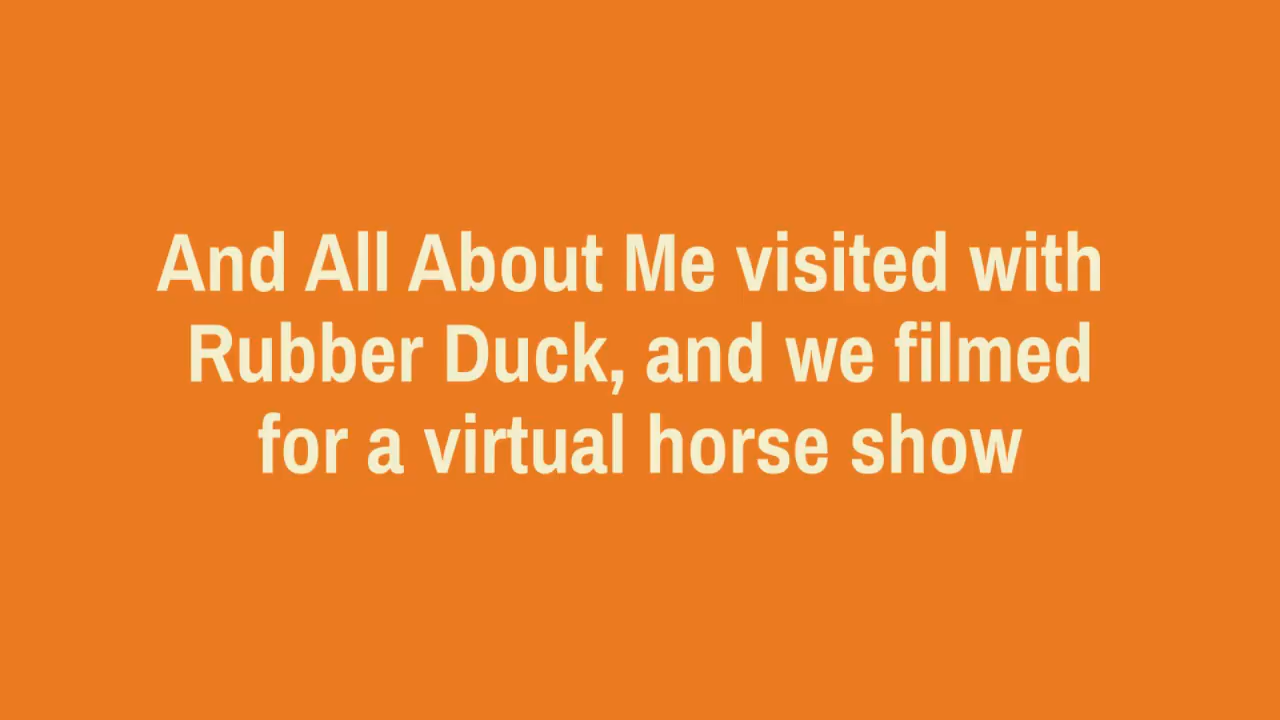 And All About Me visited with
Rubber Duck, and we filmed
for a virtual horse show